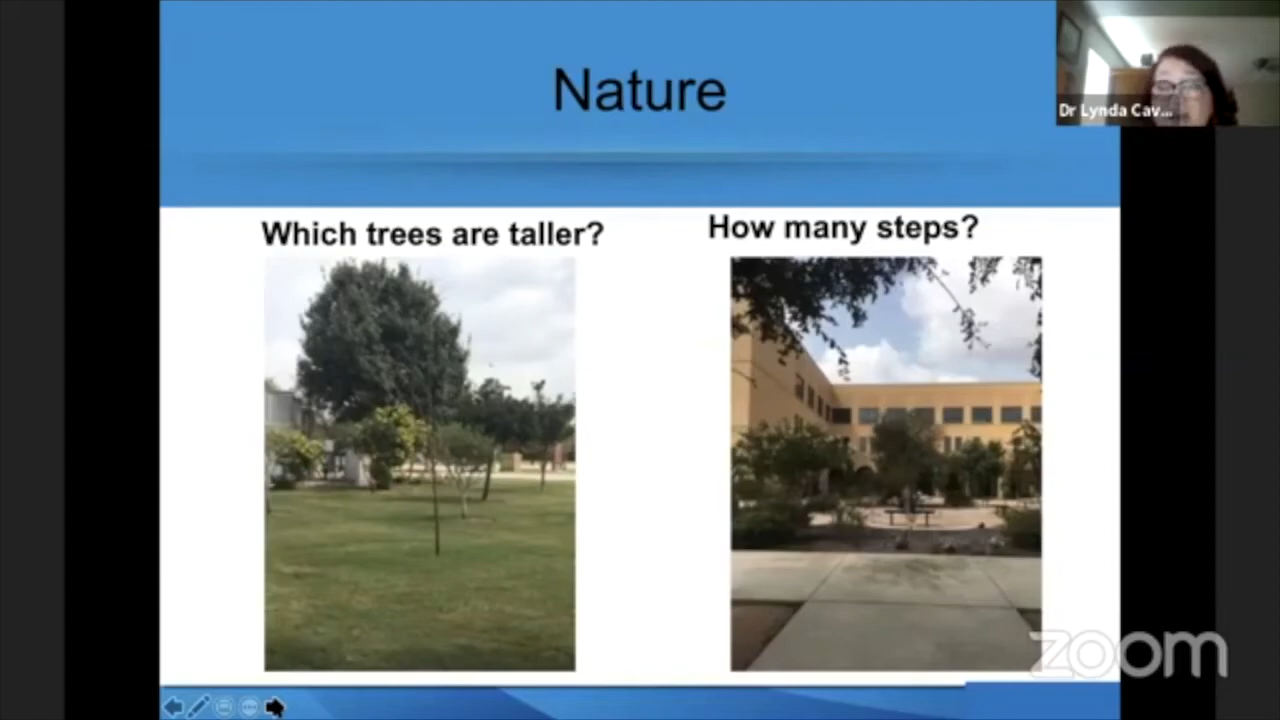 Nature
Dr Lynda Cav...
Which trees are taller?
How many steps?
zoom